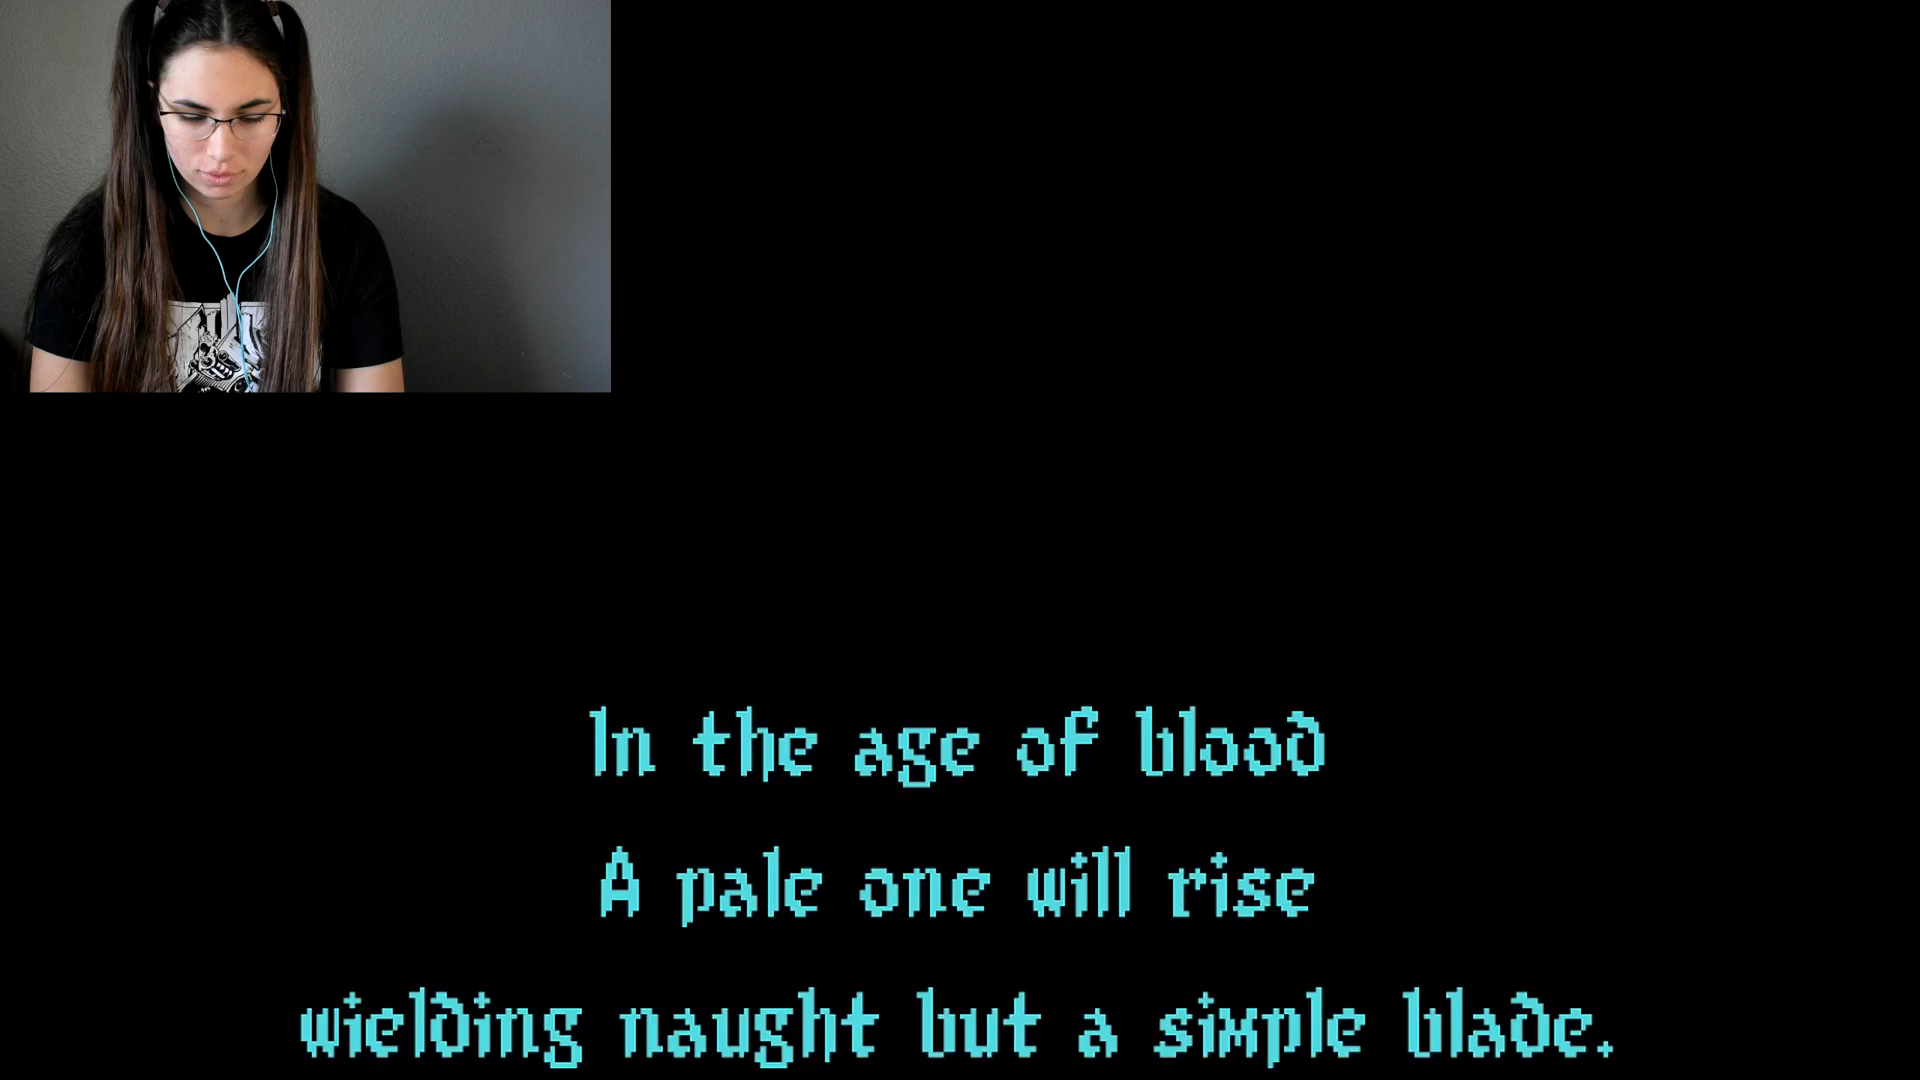 In the age of blood
A pale one will rise
wielding naught but a simple blade.